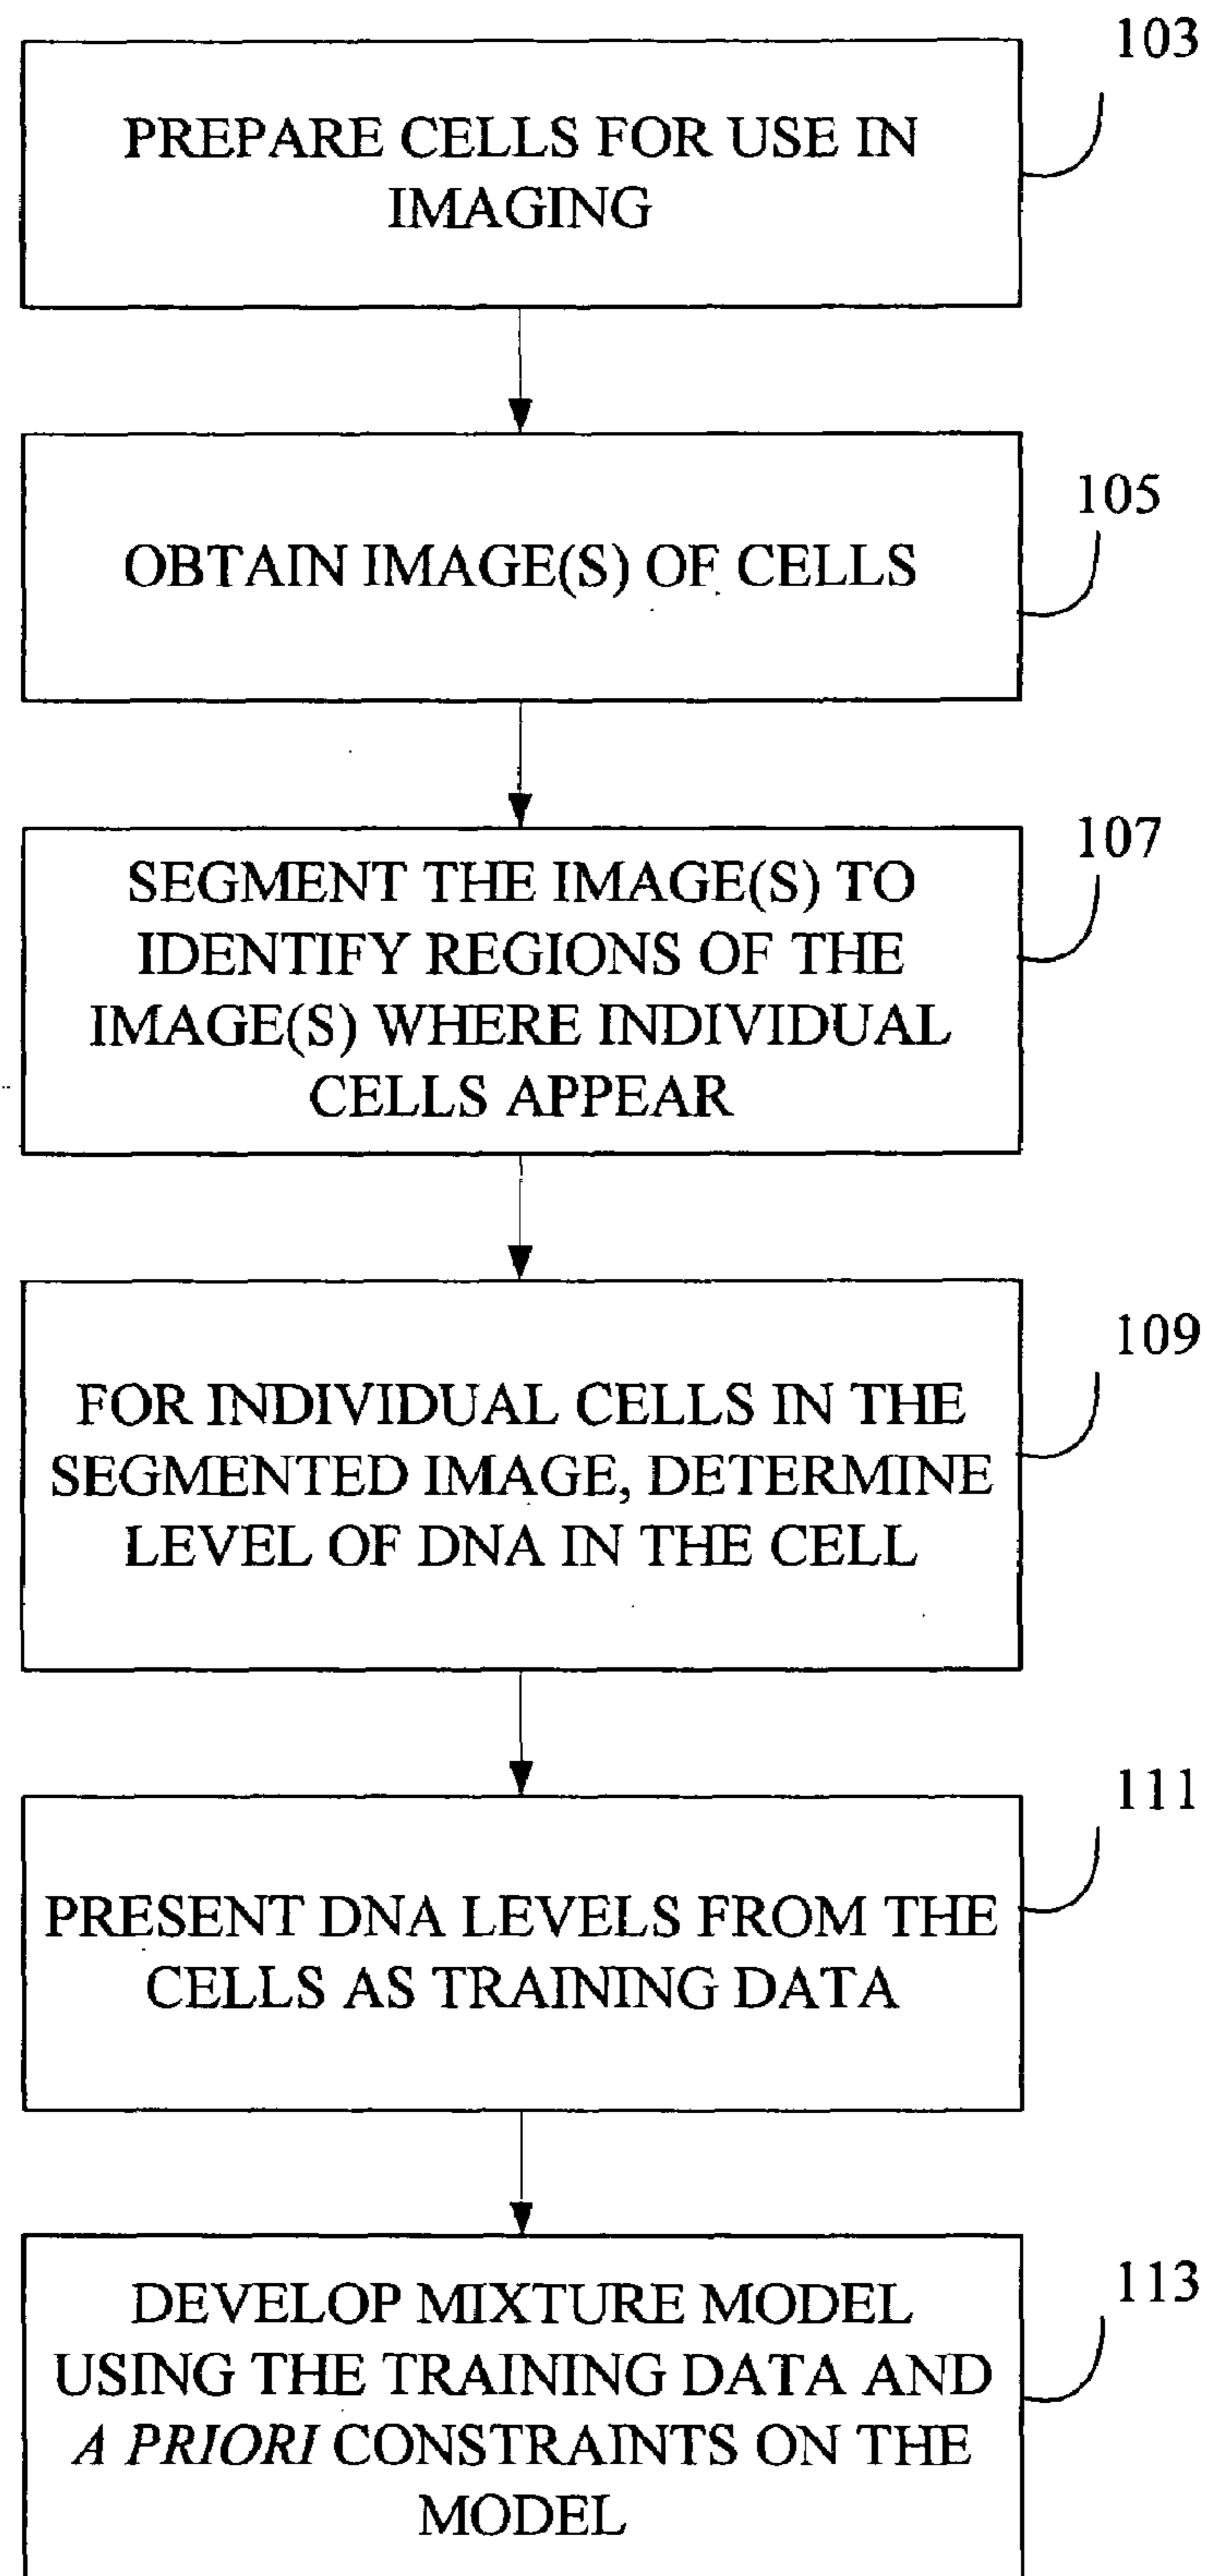 103
PREPARE CELLS FOR USE IN
IMAGING
105
OBTAIN IMAGE(S) OF CELLS
107
SEGMENT THE IMAGE(S) TO
IDENTIFY REGIONS OF THE
IMAGE(S) WHERE INDIVIDUAL
CELLS APPEAR
109
FOR INDIVIDUAL CELLS IN THE
SEGMENTED IMAGE, DETERMINE
LEVEL OF DNA IN THE CELL
111
PRESENT DNA LEVELS FROM THE
CELLS AS TRAINING DATA
113
DEVELOP MIXTURE MODEL
USING THE TRAINING DATA AND
A PRIORI CONSTRAINTS ON THE
MODEL